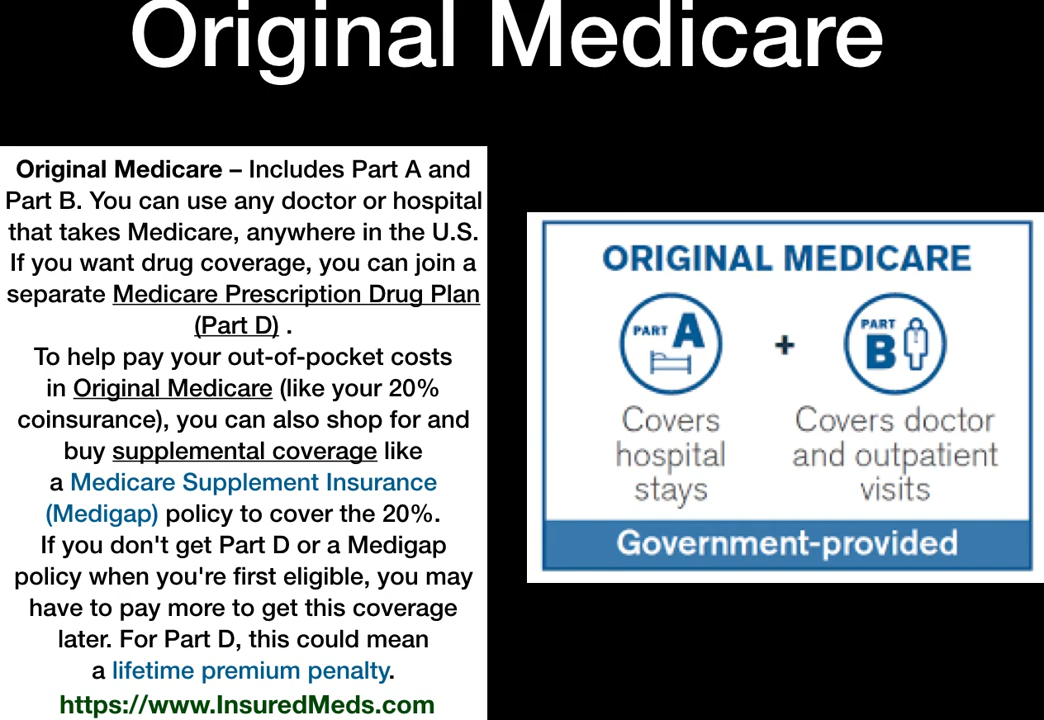 Original Medicare
Original Medicare – Includes Part A and
Part B. You can use any doctor or hospital
that takes Medicare, anywhere in the U.S.
If you want drug coverage, you can join a
separate Medicare Prescription Drug Plan
(Part D) .
To help pay your out-of-pocket costs
in Original Medicare (like your 20%
coinsurance), you can also shop for and
buy supplemental coverage like
a Medicare Supplement Insurance
(Medigap) policy to cover the 20%.
If you don't get Part D or a Medigap
policy when you're first eligible, you may
have to pay more to get this coverage
later. For Part D, this could mean
a lifetime premium penalty.
https://www.InsuredMeds.com
ORIGINAL MEDICARE
PART A
+
PART B
Covers
hospital
stays
Covers doctor
and outpatient
visits
Government-provided